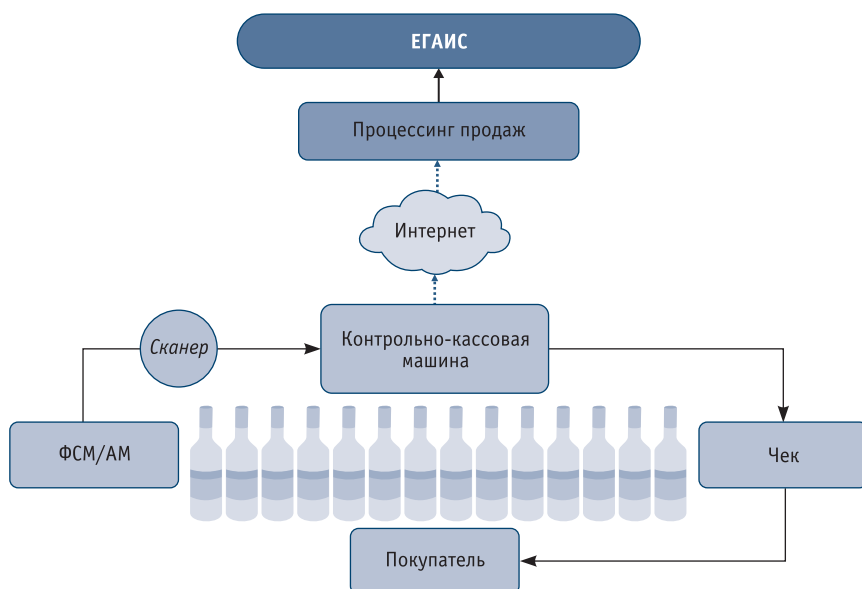 ЕГАИС
Процессинг продаж
Интернет
Сканер
Контрольно-кассовая
машина
ФСМ/АМ
Чек
Покупатель